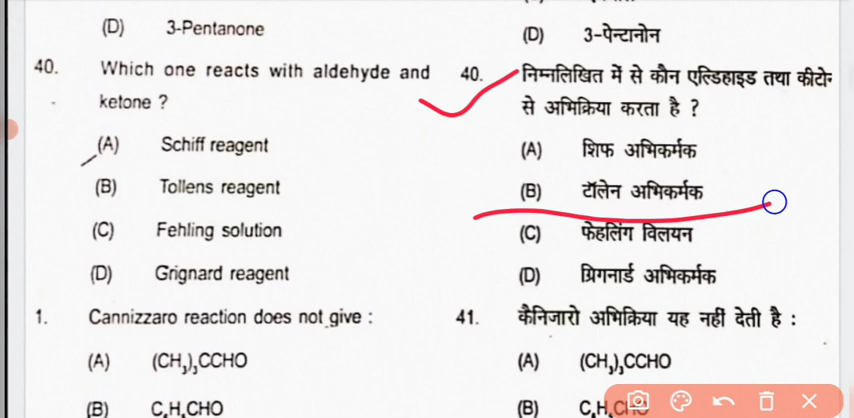 (D) 3-Pentanone
(D) 3-पेन्टानोन
40. Which one reacts with aldehyde and
ketone ?
(A) Schiff reagent
(B) Tollens reagent
(C) Fehling solution
(D) Grignard reagent
40. निम्नलिखित में से कौन एल्डिहाइड तथा कीटो
से अभिक्रिया करता है ?
(A) शिफ अभिकर्मक
(B) टॉलेन अभिकर्मक
(C) फेहलिंग विलयन
(D) ग्रिगनार्ड अभिकर्मक
1. Cannizzaro reaction does not give :
(A) (CH₃)₃CCHO
(B) C₆H₅CHO
41. कैनिजारो अभिक्रिया यह नहीं देती है :
(A) (CH₃)₃CCHO
(B) C₆H₅CHO